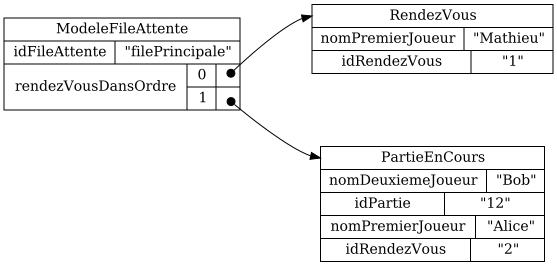 ModeleFileAttente
idFileAttente "filePrincipale"
rendezVousDansOrdre 0
1
RendezVous
nomPremierJoueur "Mathieu"
idRendezVous "1"
PartieEnCours
nomDeuxiemeJoueur "Bob"
idPartie "12"
nomPremierJoueur "Alice"
idRendezVous "2"